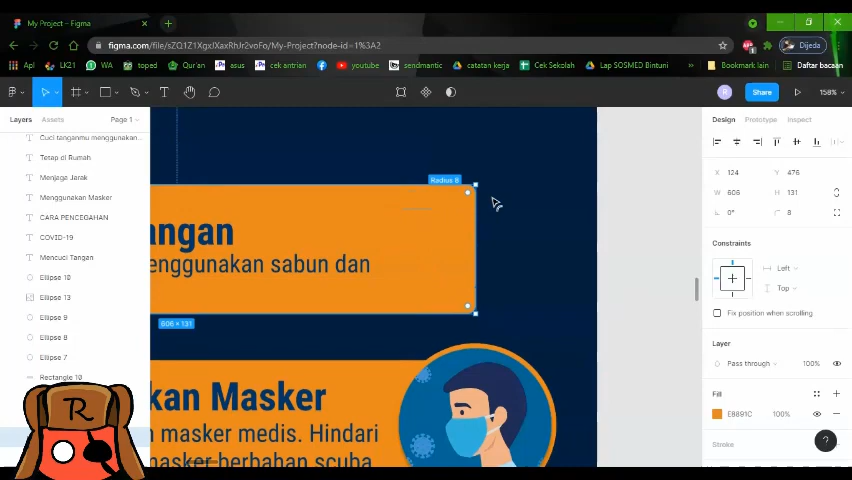 My Project – Figma
figma.com/file/sZQ1Z1XgxJXaxRhJr2voFo/My-Project?node-id=1%3A2
Dijeda
Apl
LK21
WA
toped
Qur'an
asus
cek antrian
youtube
sendmantic
catatan kerja
Cek Sekolah
Lap SOSMED Bintuni
»
Bookmark lain
Daftar bacaan
R
Share
158%
Layers
Assets
Page 1
Design
Prototype
Inspect
Cuci tanganmu menggunakan...
Tetap di Rumah
Menjaga Jarak
Menggunakan Masker
CARA PENCEGAHAN
COVID-19
Mencuci Tangan
Ellipse 10
Ellipse 13
Ellipse 9
Ellipse 8
Ellipse 7
Rectangle 10
R
Radius 8
angan
enggunakan sabun dan
606 × 131
kan Masker
masker medis. Hindari
masker berbahan scuba
X 124 Y 476
W 606 H 131
0° 8
Constraints
Left
Top
Fix position when scrolling
Layer
Pass through 100%
Fill
E8891C 100%
Stroke
?